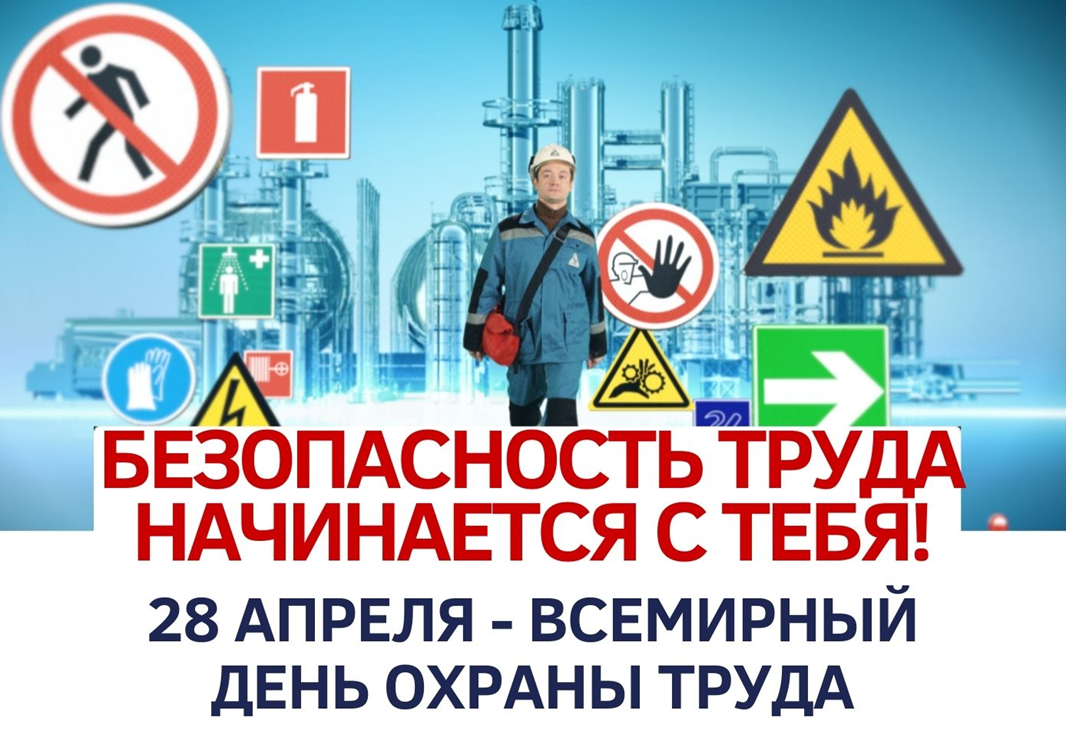 БЕЗОПАСНОСТЬ ТРУДА
НАЧИНАЕТСЯ С ТЕБЯ!
28 АПРЕЛЯ - ВСЕМИРНЫЙ
ДЕНЬ ОХРАНЫ ТРУДА